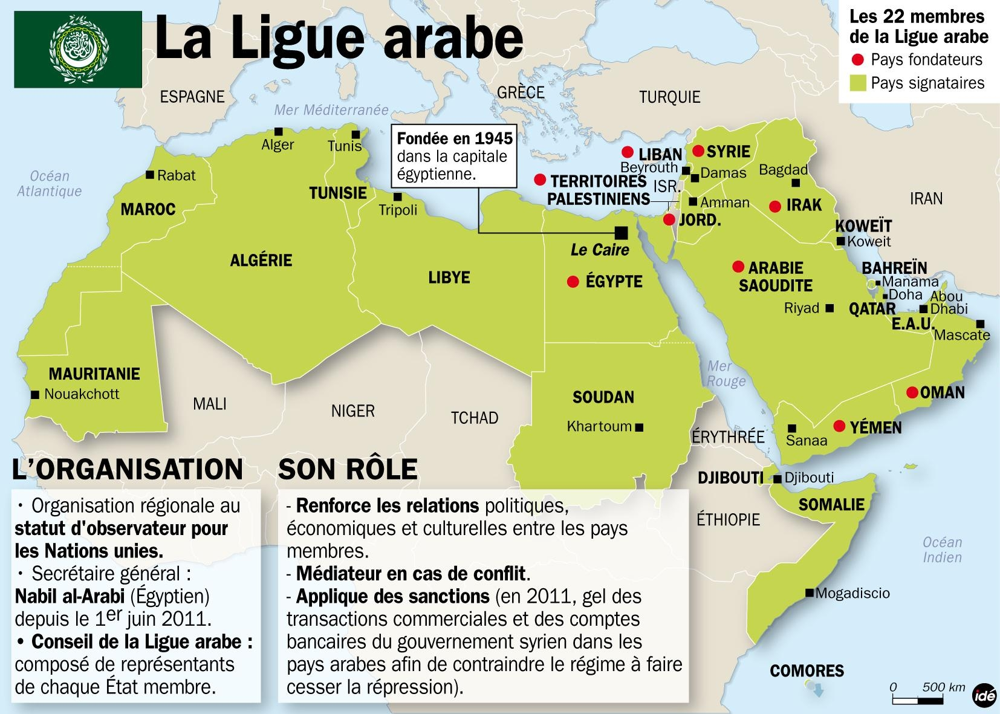 La Ligue arabe
Les 22 membres
de la Ligue arabe
Pays fondateurs
Pays signataires
ESPAGNE
GRÈCE
TURQUIE
Mer Méditerranée
Océan
Atlantique
Alger
Tunis
Rabat
MAROC
TUNISIE
Tripoli
Fondée en 1945
dans la capitale
égyptienne.
LIBAN
Beyrouth
SYRIE
Damas
Bagdad
TERRITOIRES
PALESTINIENS
ISR.
Amman
JORD.
IRAK
IRAN
KOWEÏT
Koweit
Le Caire
ALGÉRIE
LIBYE
ÉGYPTE
ARABIE
SAOUDITE
Riyad
BAHREÏN
Manama
Doha
QATAR
Abou
Dhabi
E.A.U.
Mascate
Mer
Rouge
MAURITANIE
Nouakchott
MALI
NIGER
TCHAD
SOUDAN
Khartoum
ÉRYTHRÉE
OMAN
YÉMEN
Sanaa
DJIBOUTI
Djibouti
SOMALIE
ÉTHIOPIE
Océan
Indien
Mogadiscio
COMORES
L'ORGANISATION
· Organisation régionale au
statut d'observateur pour
les Nations unies.
· Secrétaire général :
Nabil al-Arabi (Égyptien)
depuis le 1er juin 2011.
• Conseil de la Ligue arabe :
composé de représentants
de chaque État membre.
SON RÔLE
- Renforce les relations politiques,
économiques et culturelles entre les pays
membres.
- Médiateur en cas de conflit.
- Applique des sanctions (en 2011, gel des
transactions commerciales et des comptes
bancaires du gouvernement syrien dans les
pays arabes afin de contraindre le régime à faire
cesser la répression).
0 500 km
idé